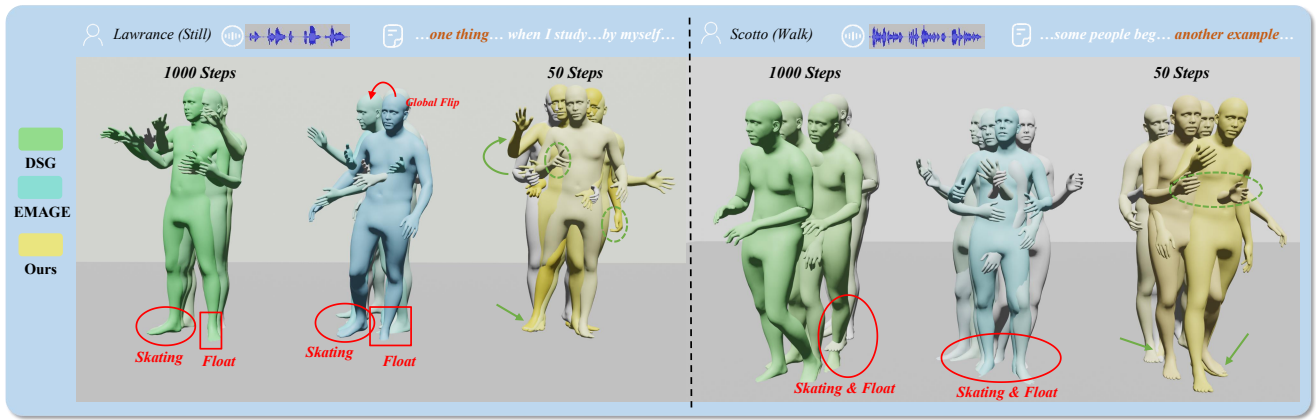 Lawrance (Still)
…one thing… when I study…by myself…
Scotto (Walk)
…some people beg… another example…
1000 Steps
50 Steps
1000 Steps
50 Steps
Global Flip
DSG
EMAGE
Ours
Skating
Float
Skating
Float
Skating & Float
Skating & Float